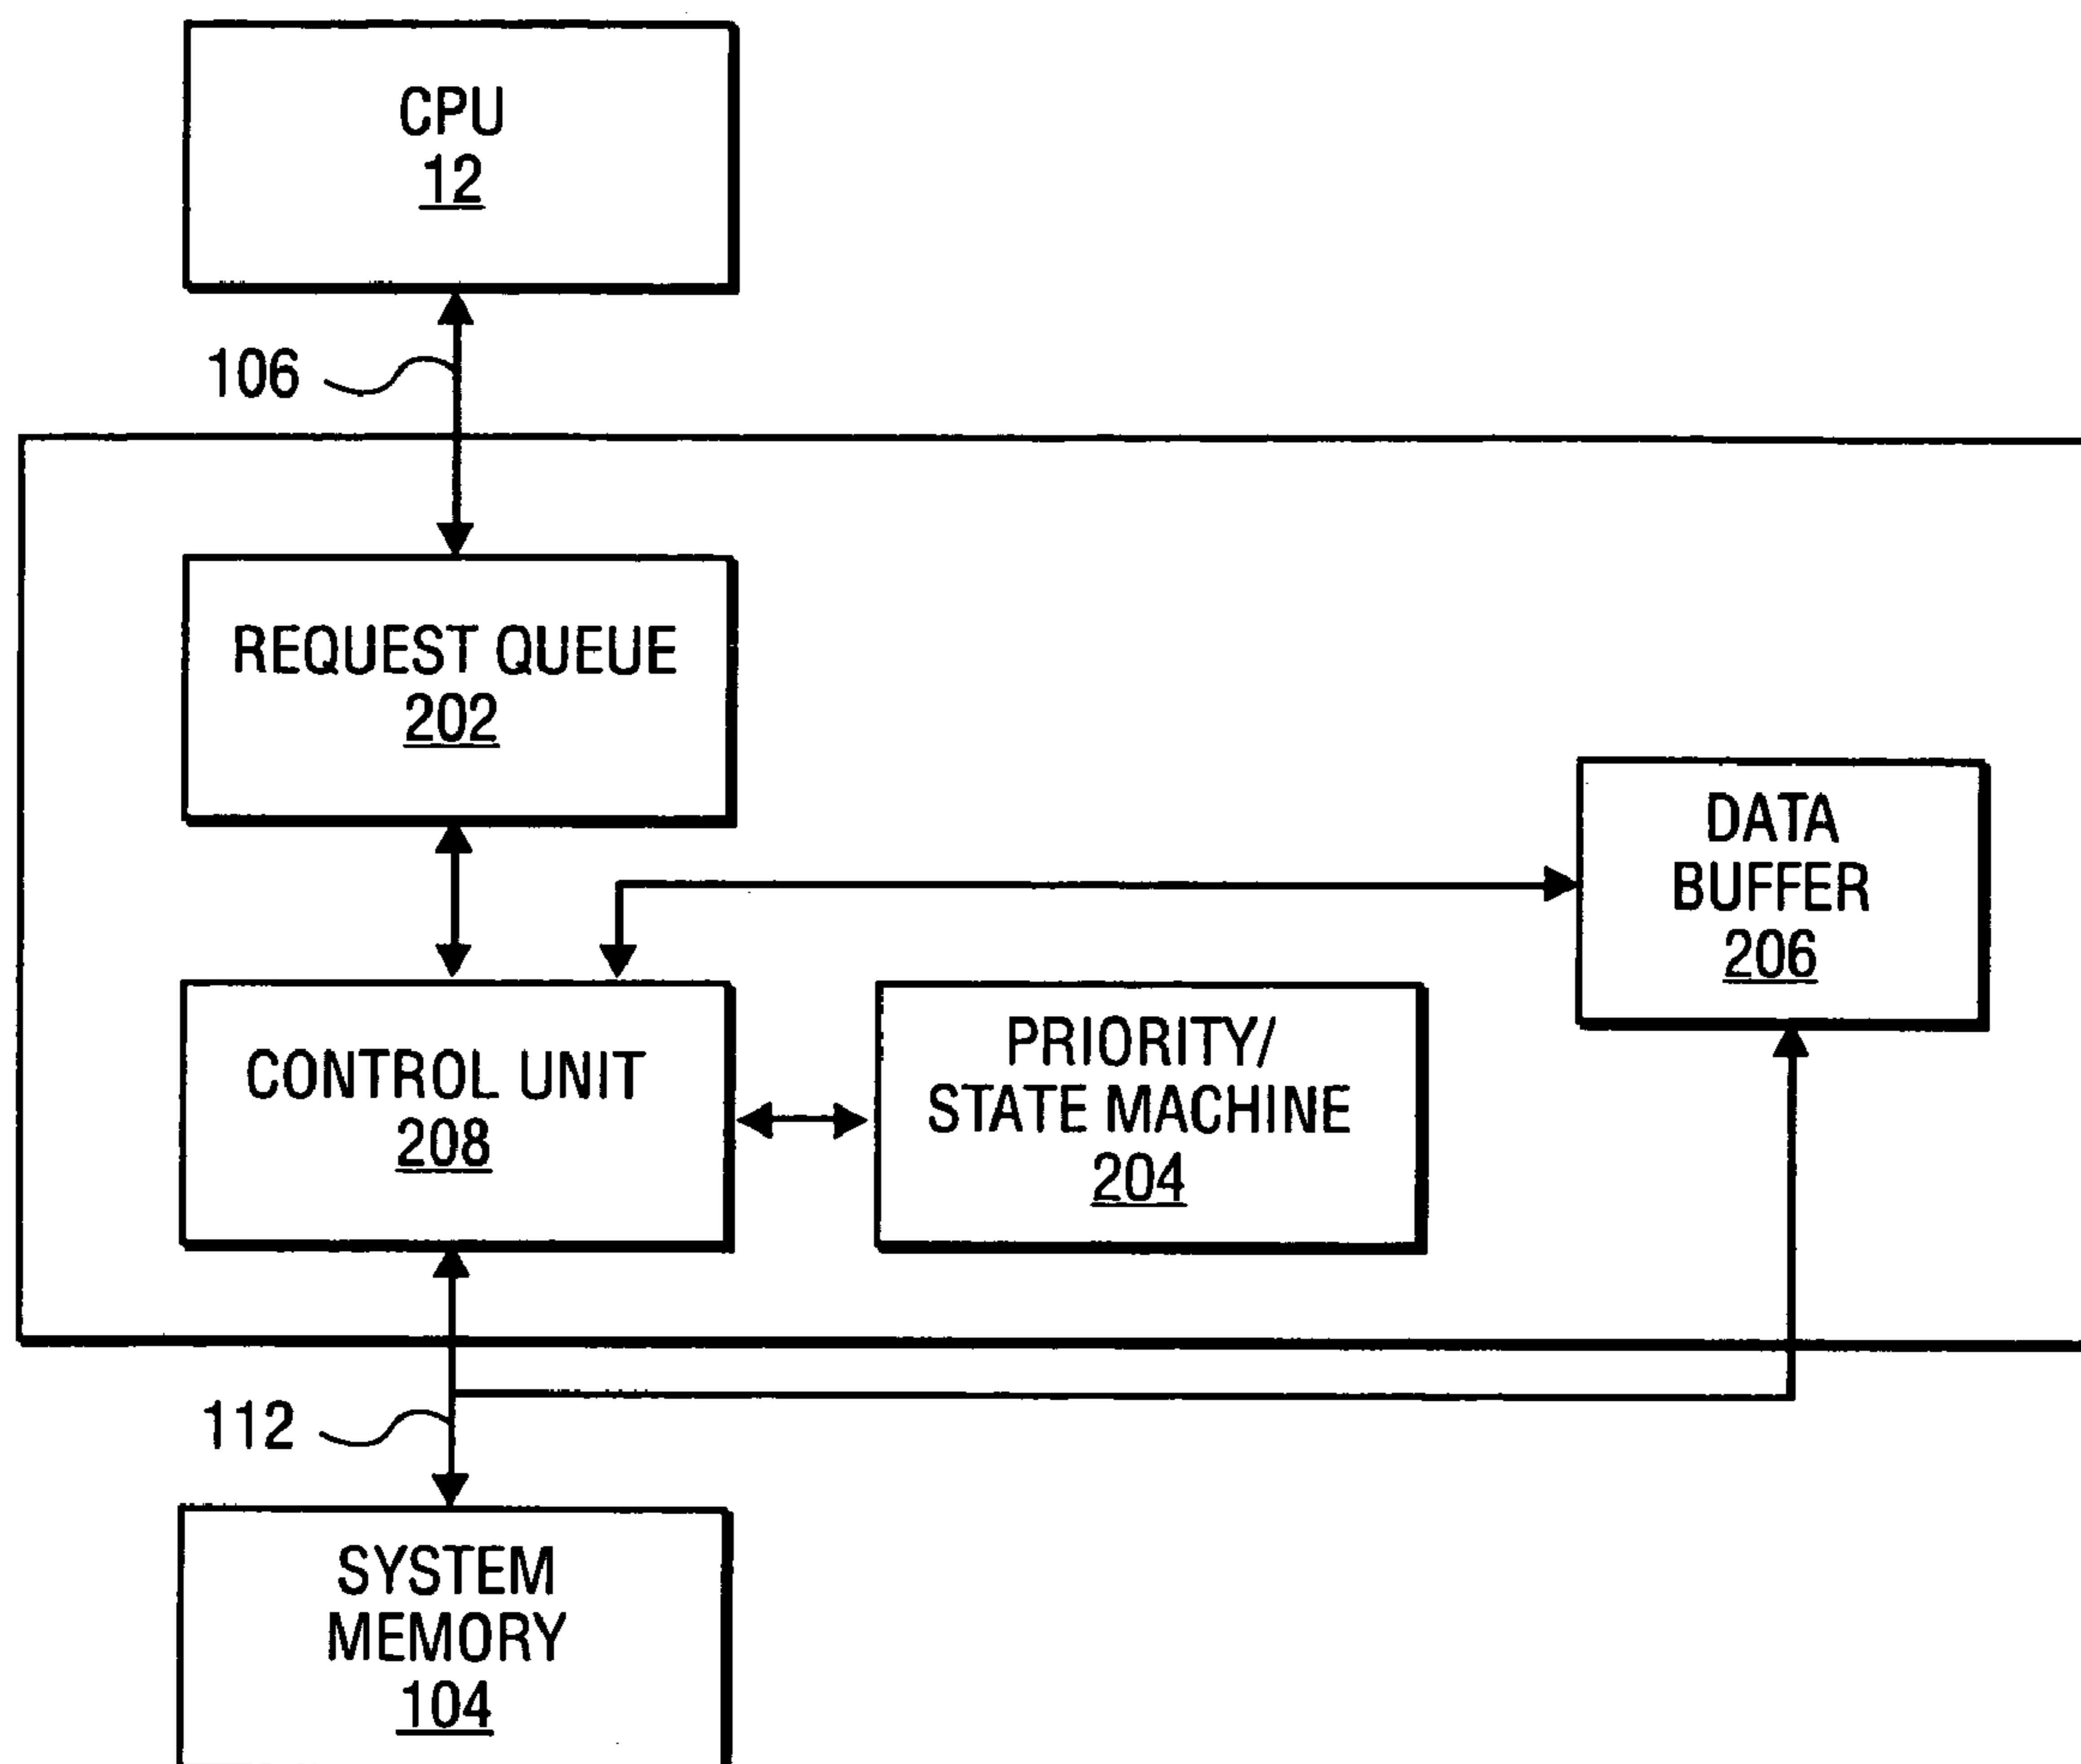 CPU
12
106
REQUEST QUEUE
202
DATA
BUFFER
206
CONTROL UNIT
208
PRIORITY/
STATE MACHINE
204
112
SYSTEM
MEMORY
104